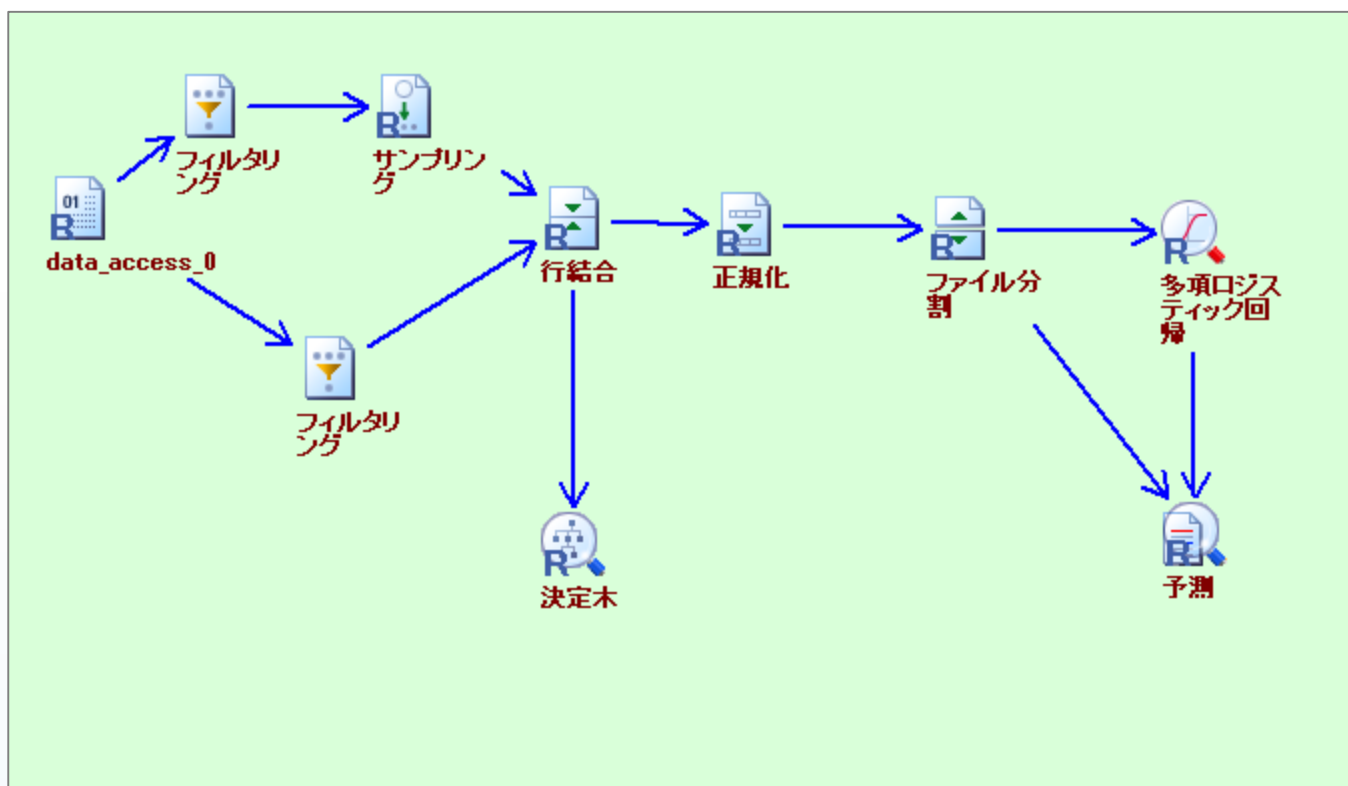 フィルタリ
ング
サンプリン
グ
01
data_access_0
行結合
正規化
ファイル分
割
多項ロジス
ティック回
帰
フィルタリ
ング
決定木
予測